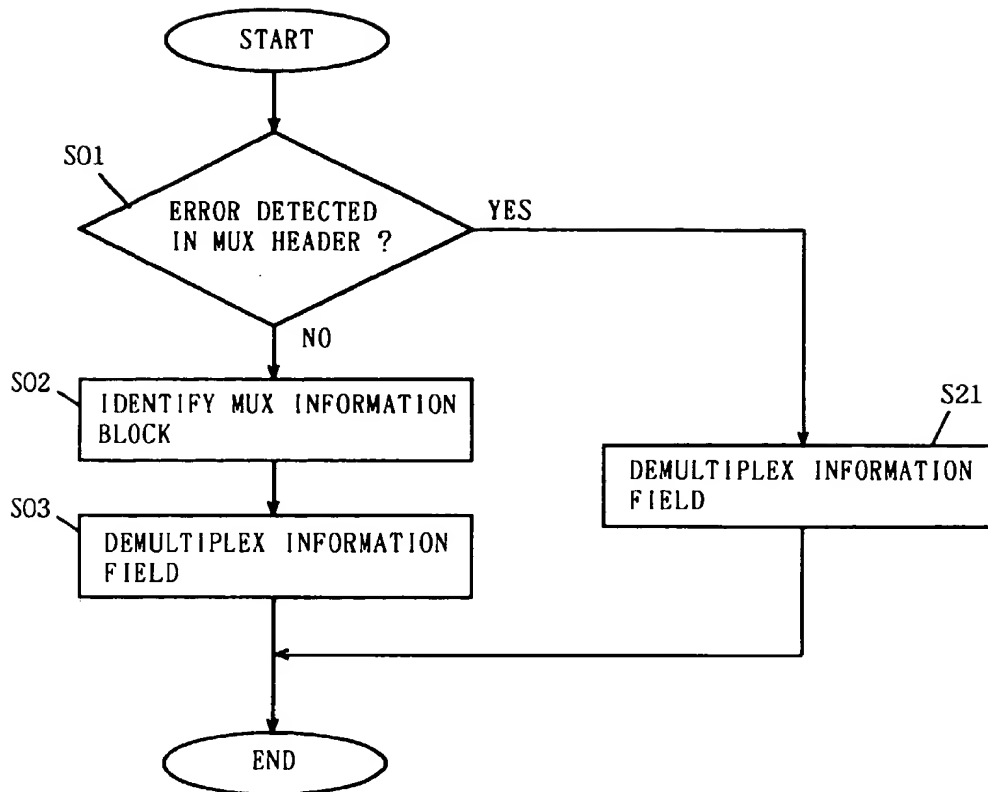 START
S01
ERROR DETECTED
IN MUX HEADER ?
YES
NO
S02
IDENTIFY MUX INFORMATION
BLOCK
S21
DEMULTIPLEX INFORMATION
FIELD
S03
DEMULTIPLEX INFORMATION
FIELD
END